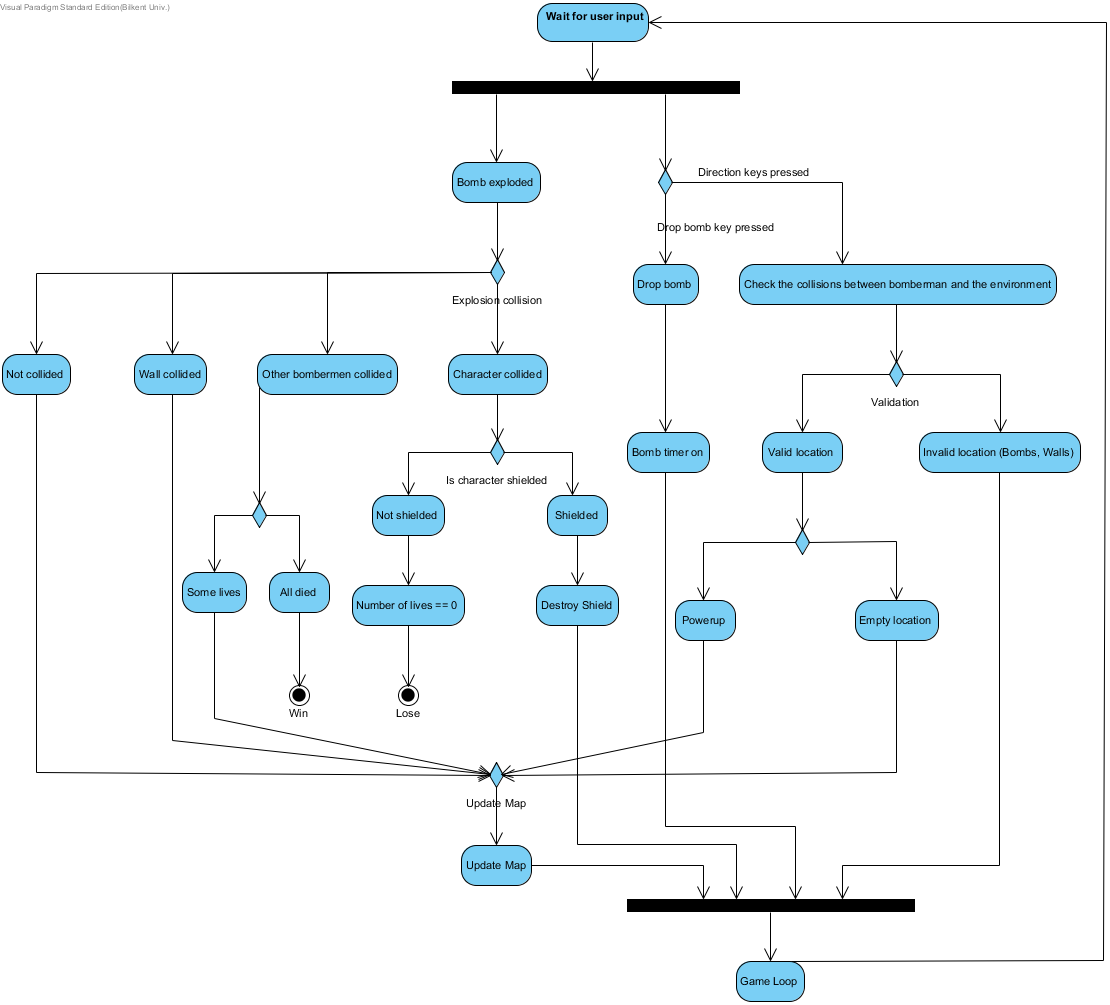 Visual Paradigm Standard Edition(Bilkent Univ.)
Wait for user input
Bomb exploded
Direction keys pressed
Drop bomb key pressed
Explosion collision
Drop bomb
Check the collisions between bomberman and the environment
Not collided
Wall collided
Other bombermen collided
Character collided
Validation
Is character shielded
Bomb timer on
Valid location
Invalid location (Bombs, Walls)
Not shielded
Shielded
Some lives
All died
Number of lives == 0
Destroy Shield
Powerup
Empty location
Win
Lose
Update Map
Update Map
Game Loop